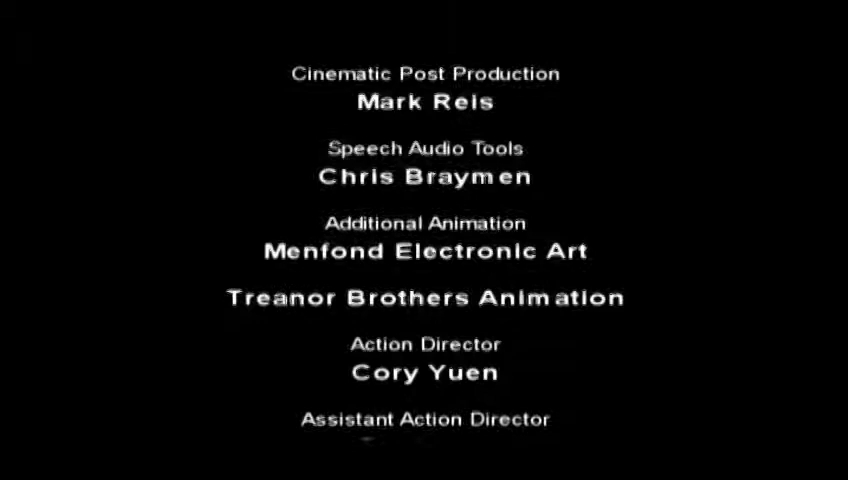 Cinematic Post Production
Mark Reis
Speech Audio Tools
Chris Braymen
Additional Animation
Menfond Electronic Art
Treanor Brothers Animation
Action Director
Cory Yuen
Assistant Action Director